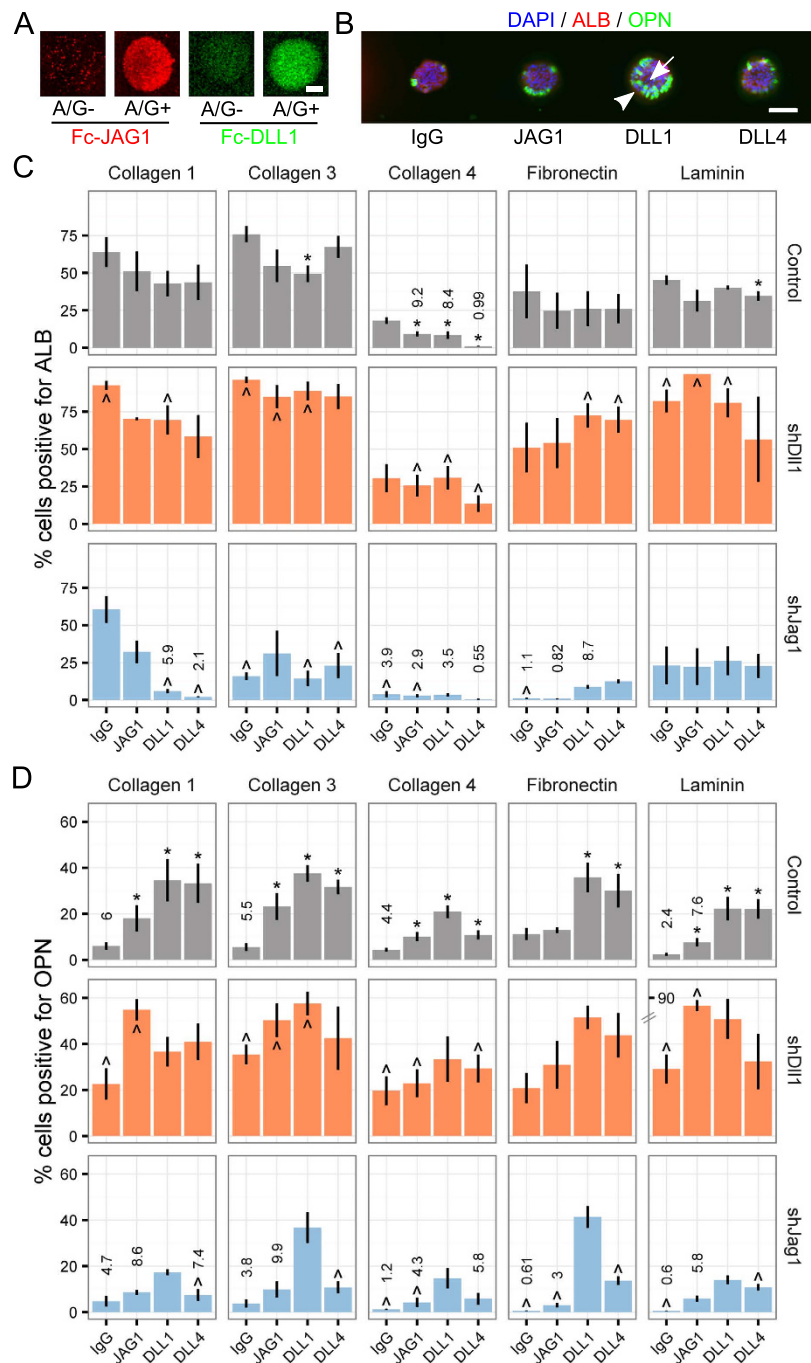 A
A/G- A/G+ A/G- A/G+
Fc-JAG1 Fc-DLL1
B
DAPI / ALB / OPN
IgG JAG1 DLL1 DLL4
C
Collagen 1 Collagen 3 Collagen 4 Fibronectin Laminin
% cells positive for ALB
75
50
25
0
* * 9.2 * 8.4 * 0.99 *
Control
75
50
25
0
^ ^ ^ ^ ^ ^ ^ ^ ^ ^ ^ ^ ^
shDll1
75
50
25
0
^ 5.9 ^ 2.1 ^ ^ ^ ^ 3.9 ^ 2.9 3.5 0.55 ^ 1.1 0.82 8.7
shJag1
IgG JAG1 DLL1 DLL4 IgG JAG1 DLL1 DLL4 IgG JAG1 DLL1 DLL4 IgG JAG1 DLL1 DLL4 IgG JAG1 DLL1 DLL4
D
Collagen 1 Collagen 3 Collagen 4 Fibronectin Laminin
% cells positive for OPN
60
40
20
0
6 * * * 5.5 * * * 4.4 * * * * * 2.4 * 7.6 * *
Control
60
40
20
0
^ ^ ^ ^ ^ ^ ^ ^ 90 ^ ^
shDll1
60
40
20
0
4.7 8.6 ^ 7.4 3.8 9.9 ^ ^ 1.2 ^ 4.3 5.8 ^ 0.61 ^ 3 ^ ^ 0.6 5.8 ^
shJag1
IgG JAG1 DLL1 DLL4 IgG JAG1 DLL1 DLL4 IgG JAG1 DLL1 DLL4 IgG JAG1 DLL1 DLL4 IgG JAG1 DLL1 DLL4